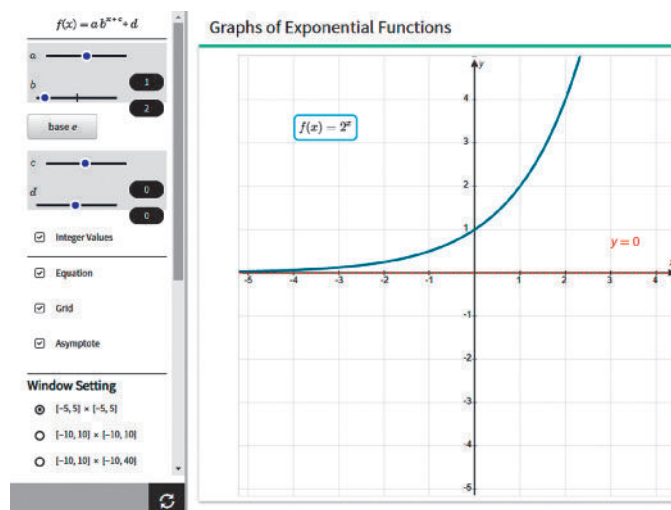 f(x) = a b^{x+c} + d
a
1
b
2
base e
c
0
d
0
Integer Values
Equation
Grid
Asymptote
Window Setting
[-5, 5] × [-5, 5]
[-10, 10] × [-10, 10]
[-10, 10] × [-10, 40]
Graphs of Exponential Functions
y
f(x) = 2^x
4
3
2
1
y = 0
-5 -4 -3 -2 -1 1 2 3 4
-1
-2
-3
-4
-5